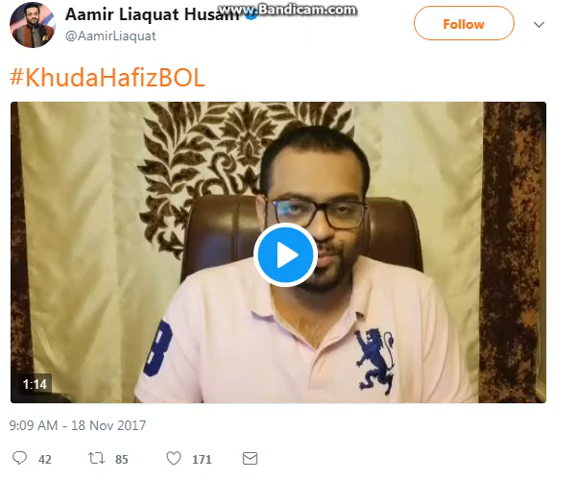 www.Bandicam.com
Aamir Liaquat Husain
@AamirLiaquat
Follow
#KhudaHafizBOL
3
1:14
9:09 AM - 18 Nov 2017
42 85 171